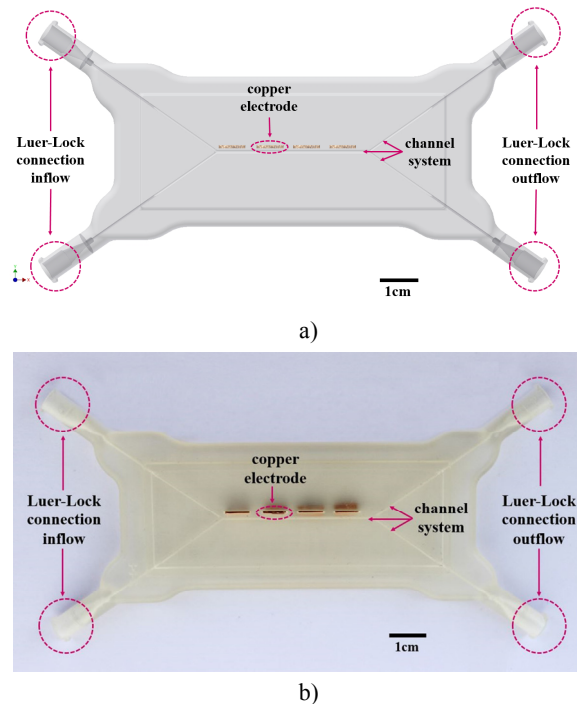 copper
electrode
Luer-Lock
connection
inflow
channel
system
Luer-Lock
connection
outflow
1cm
a)
copper
electrode
Luer-Lock
connection
inflow
channel
system
Luer-Lock
connection
outflow
1cm
b)